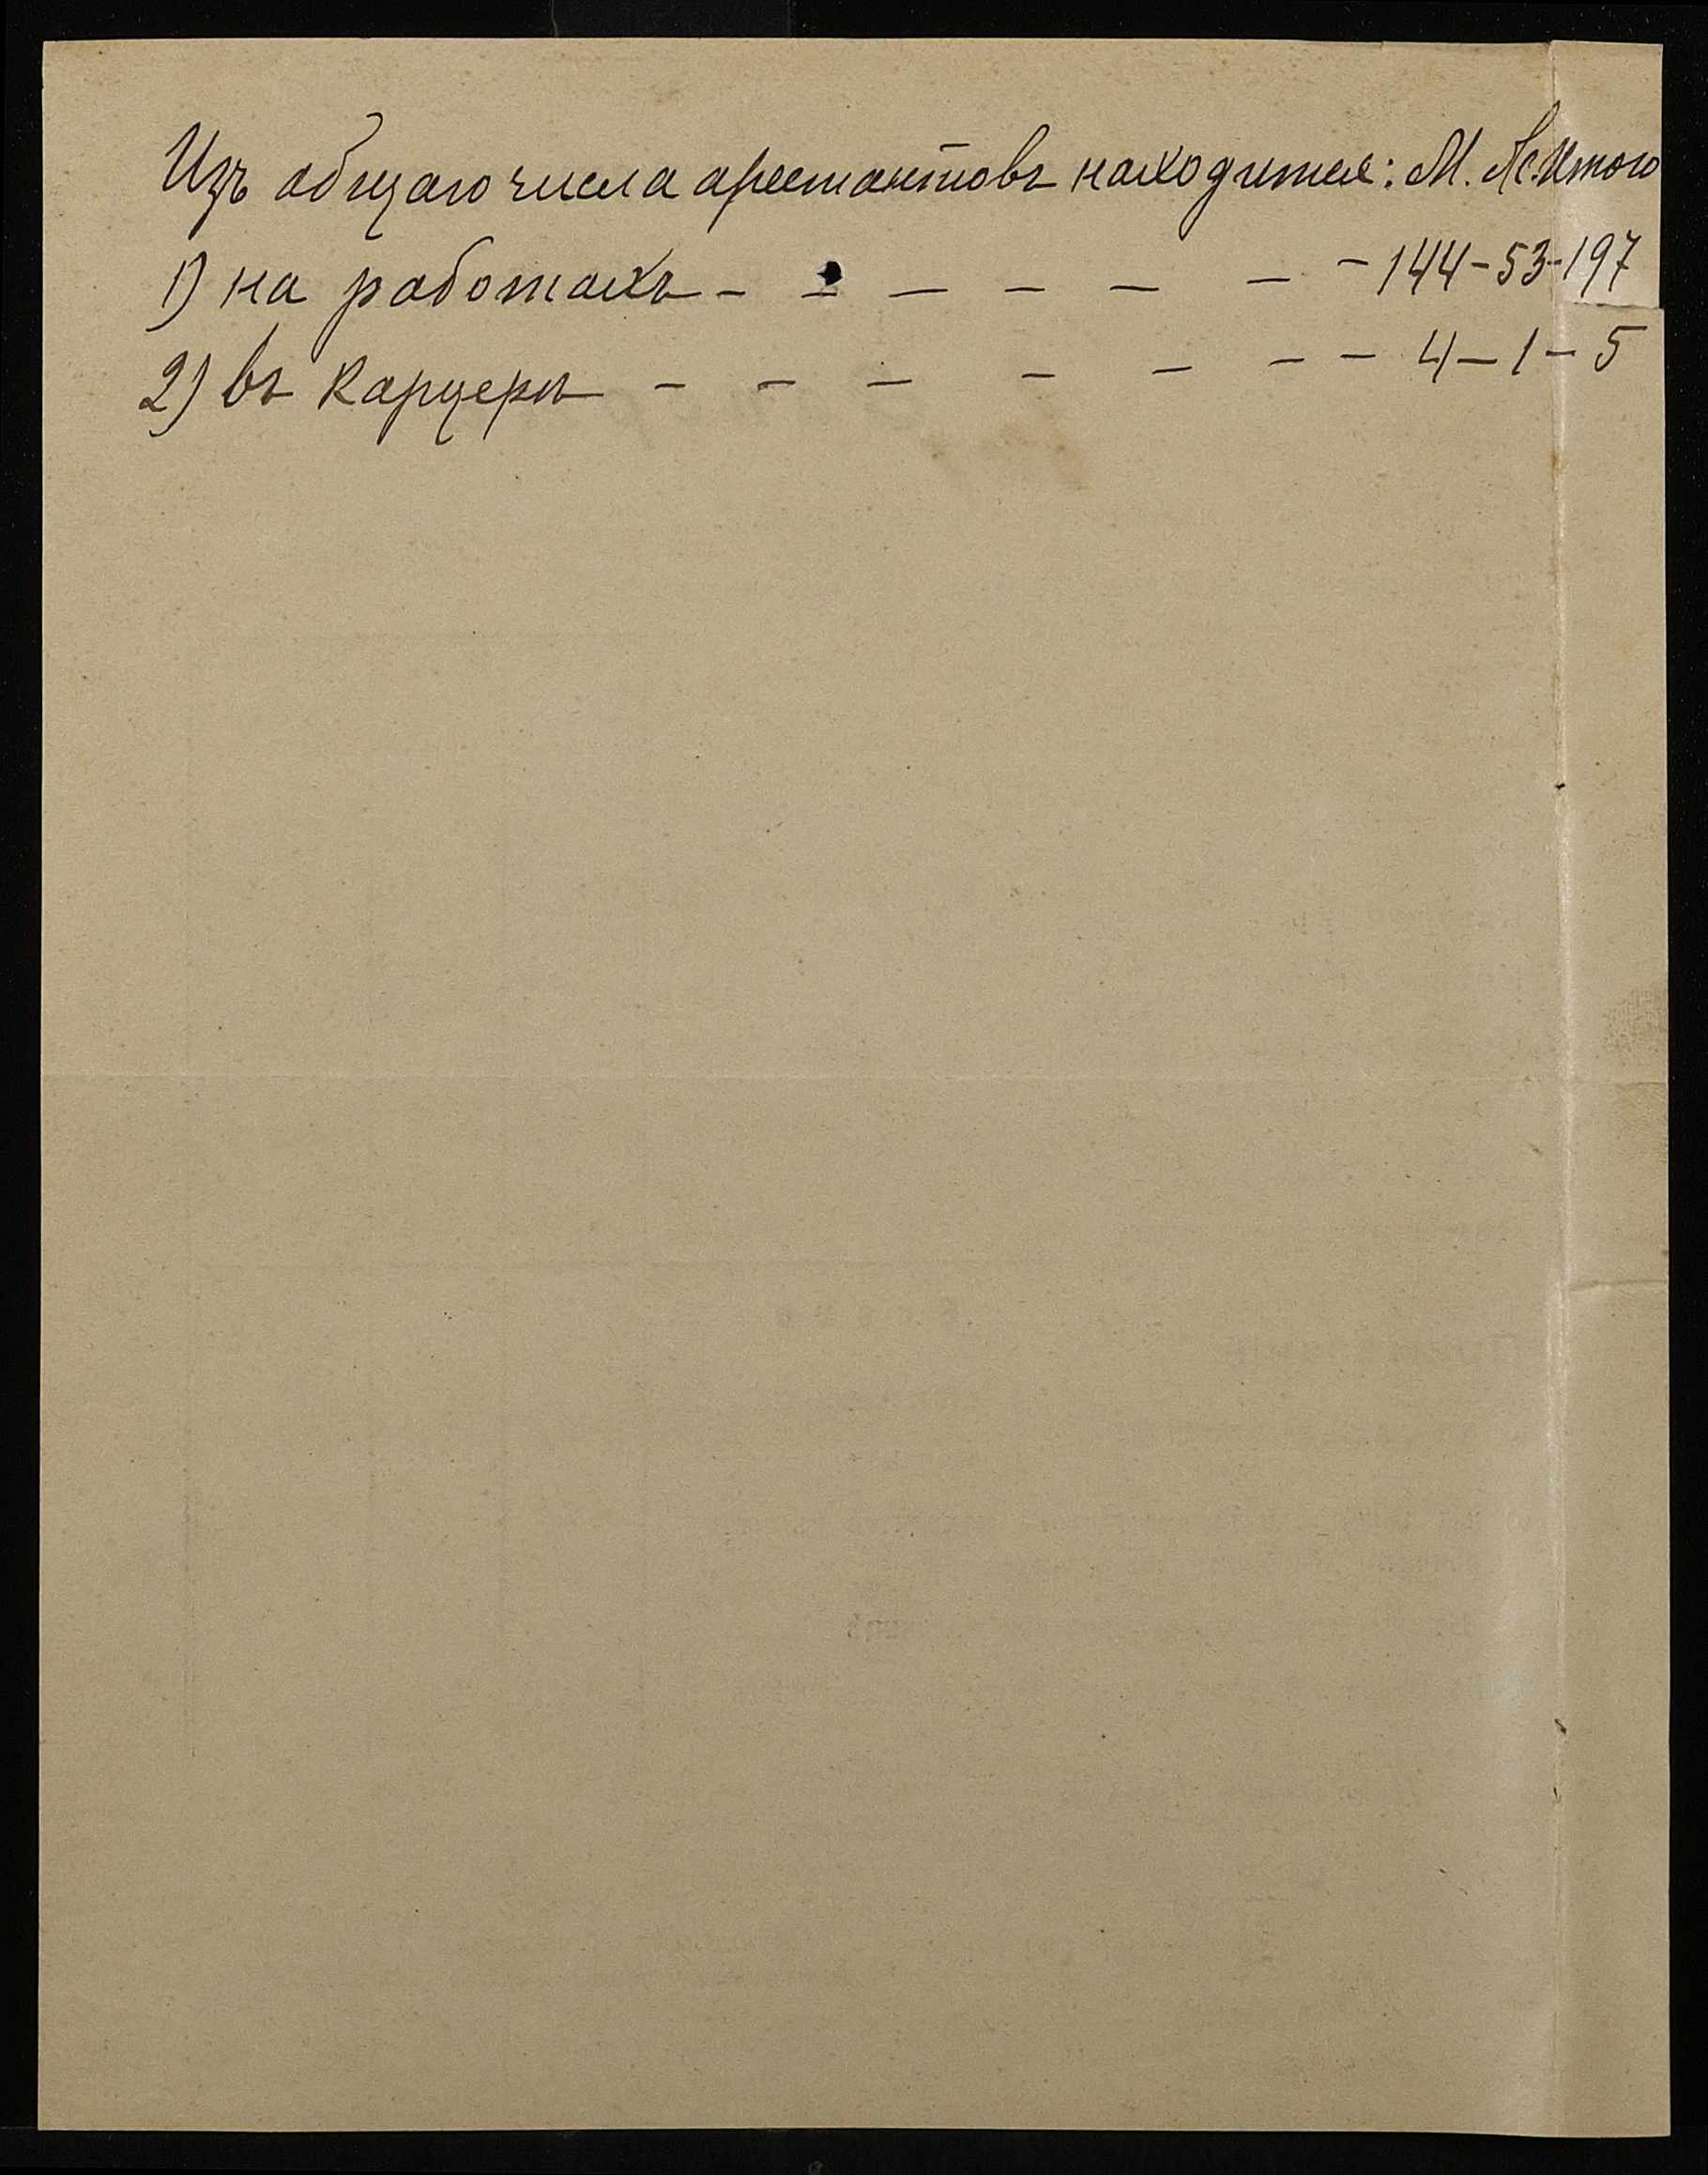 Изъ общаго числа арестантовъ находится: М. Ж. Итого
1) на работахъ - - - - - - - 144-53-197
2) въ карцерѣ - - - - - - - 4-1-5